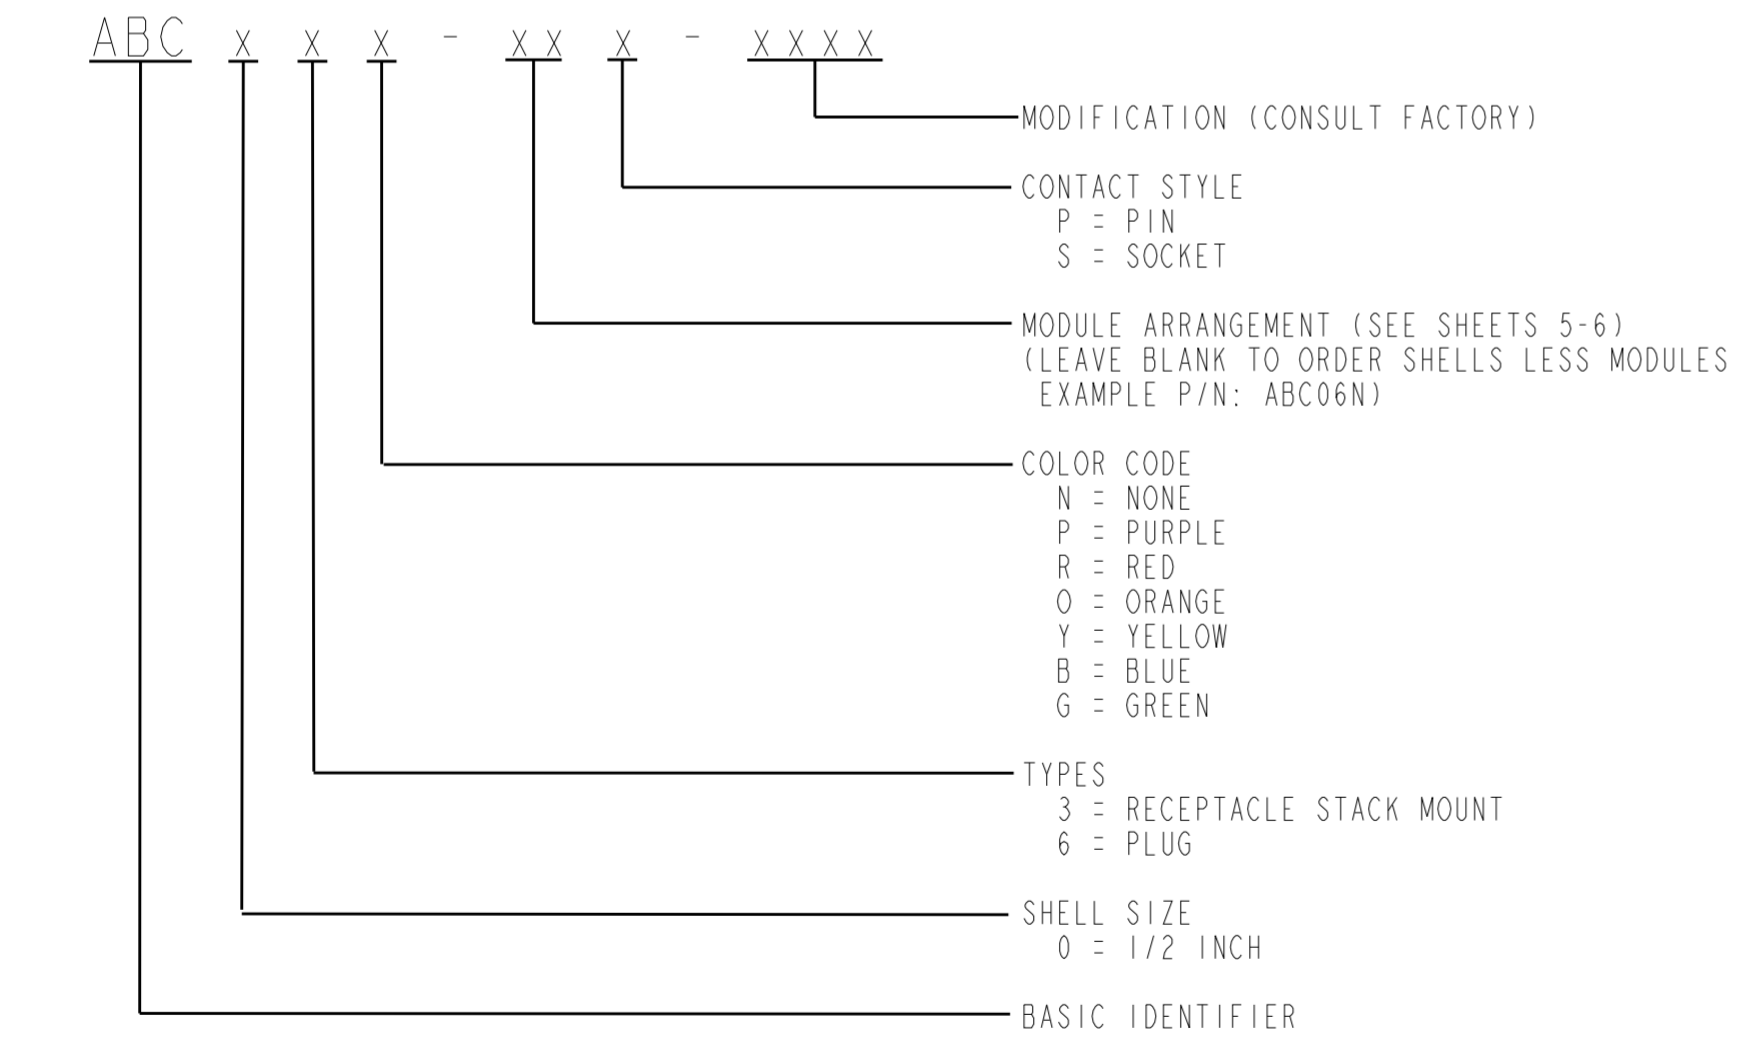 ABC X X X - XX X - XXXX
MODIFICATION (CONSULT FACTORY)
CONTACT STYLE
P = PIN
S = SOCKET
MODULE ARRANGEMENT (SEE SHEETS 5-6)
(LEAVE BLANK TO ORDER SHELLS LESS MODULES
EXAMPLE P/N: ABC06N)
COLOR CODE
N = NONE
P = PURPLE
R = RED
O = ORANGE
Y = YELLOW
B = BLUE
G = GREEN
TYPES
3 = RECEPTACLE STACK MOUNT
6 = PLUG
SHELL SIZE
0 = 1/2 INCH
BASIC IDENTIFIER